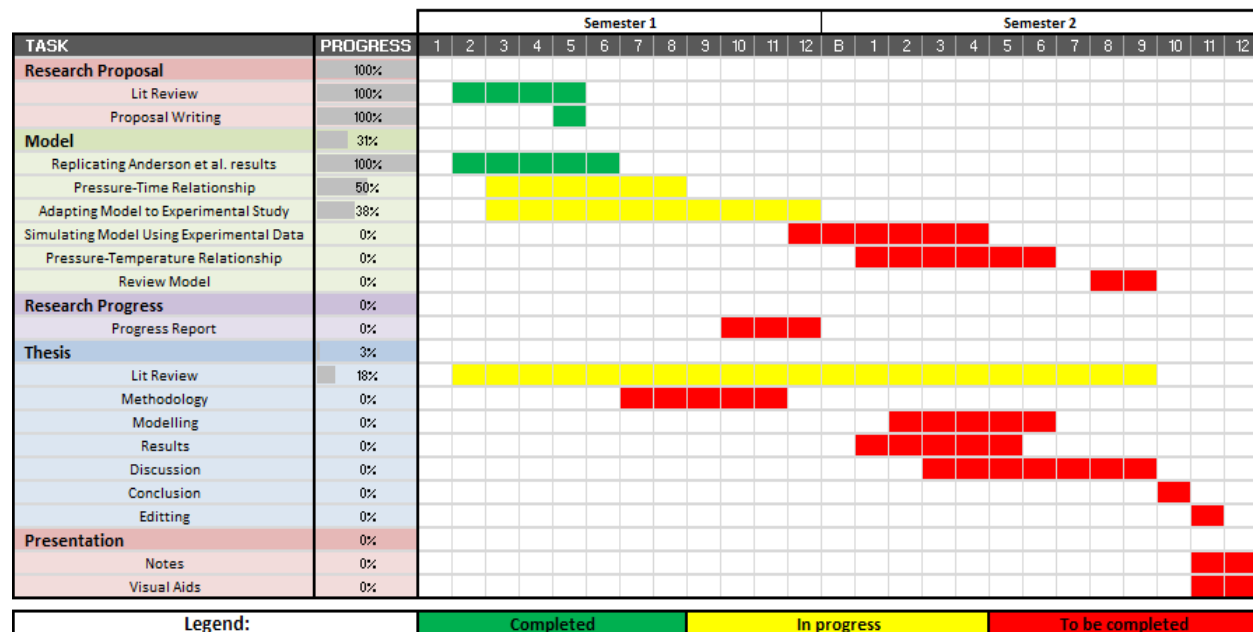 Semester 1 Semester 2
TASK PROGRESS 1 2 3 4 5 6 7 8 9 10 11 12 B 1 2 3 4 5 6 7 8 9 10 11 12
Research Proposal 100%
Lit Review 100%
Proposal Writing 100%
Model 31%
Replicating Anderson et al. results 100%
Pressure-Time Relationship 50%
Adapting Model to Experimental Study 38%
Simulating Model Using Experimental Data 0%
Pressure-Temperature Relationship 0%
Review Model 0%
Research Progress 0%
Progress Report 0%
Thesis 3%
Lit Review 18%
Methodology 0%
Modelling 0%
Results 0%
Discussion 0%
Conclusion 0%
Editting 0%
Presentation 0%
Notes 0%
Visual Aids 0%
Legend: Completed In progress To be completed